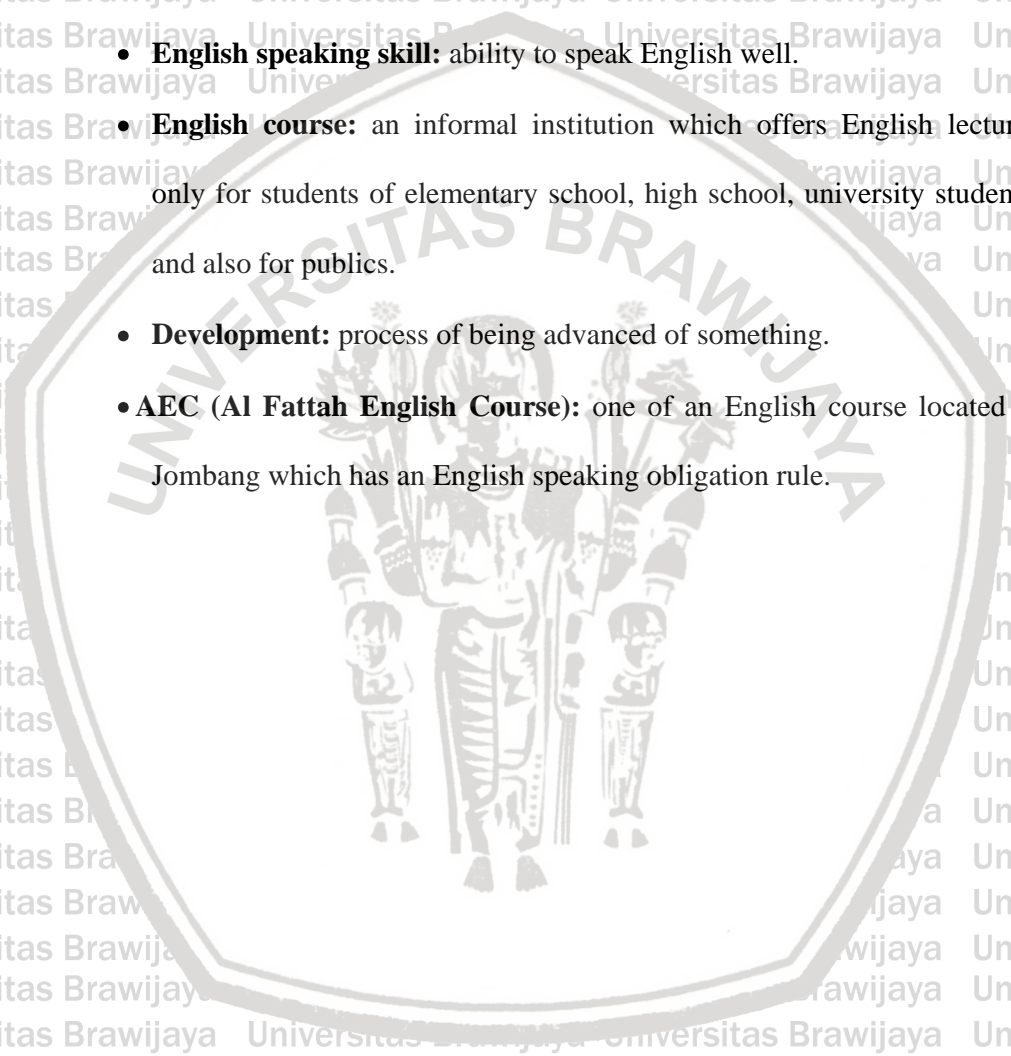 • English speaking skill: ability to speak English well.
• English course: an informal institution which offers English lectur
only for students of elementary school, high school, university studen
and also for publics.
• Development: process of being advanced of something.
• AEC (Al Fattah English Course): one of an English course located
Jombang which has an English speaking obligation rule.
UNIVERSITAS BRAWIJAYA